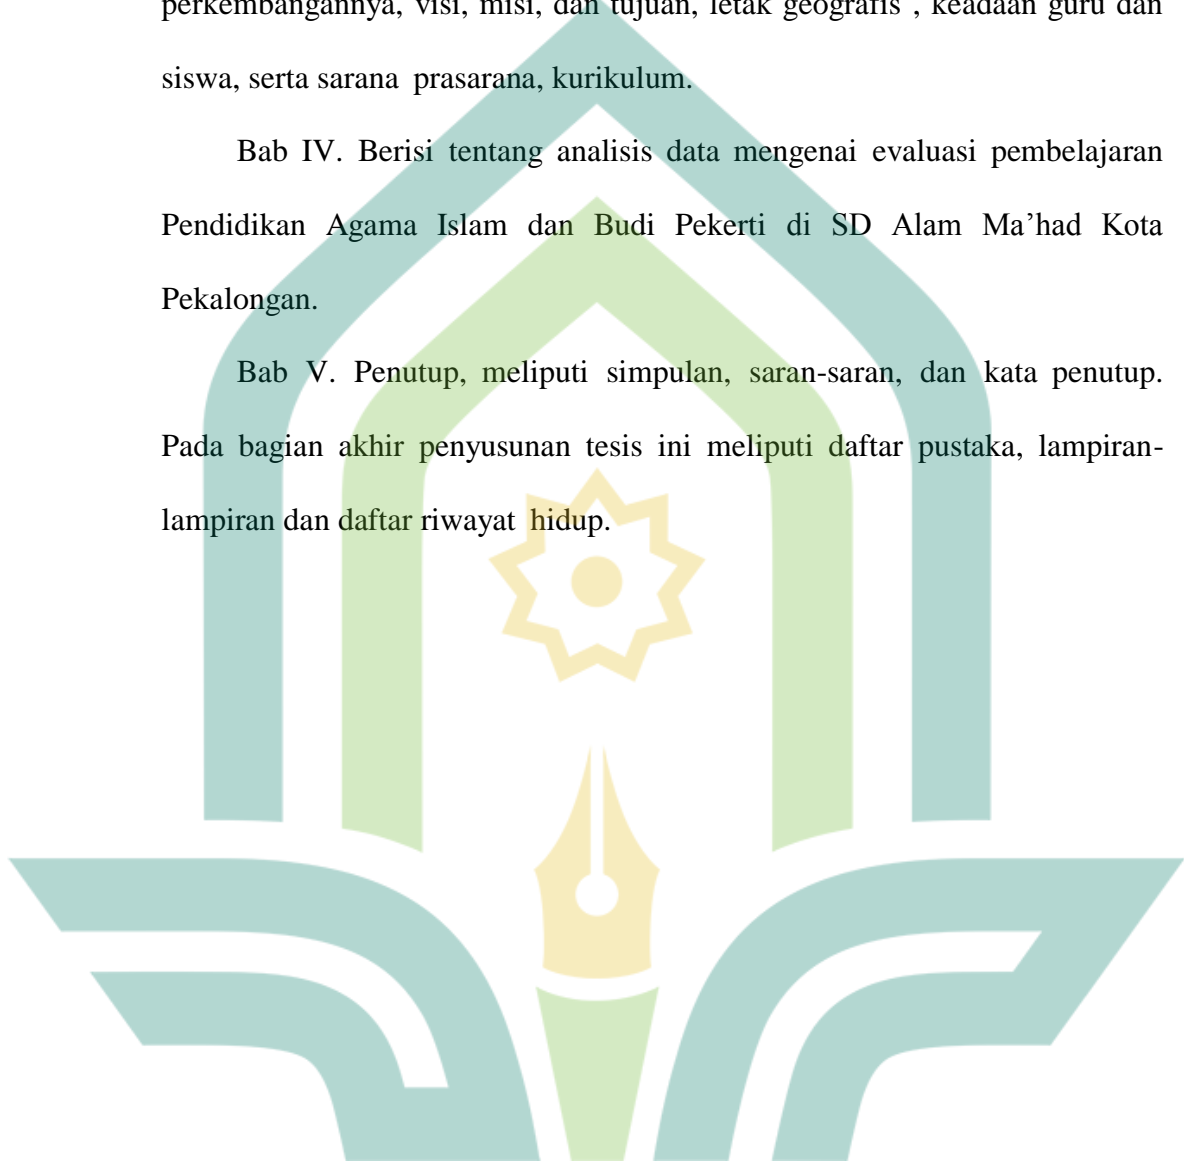 perkembangannya, visi, misi, dan tujuan, letak geografis , keadaan guru dan
siswa, serta sarana prasarana, kurikulum.
Bab IV. Berisi tentang analisis data mengenai evaluasi pembelajaran
Pendidikan Agama Islam dan Budi Pekerti di SD Alam Ma’had Kota
Pekalongan.
Bab V. Penutup, meliputi simpulan, saran-saran, dan kata penutup.
Pada bagian akhir penyusunan tesis ini meliputi daftar pustaka, lampiran-
lampiran dan daftar riwayat hidup.